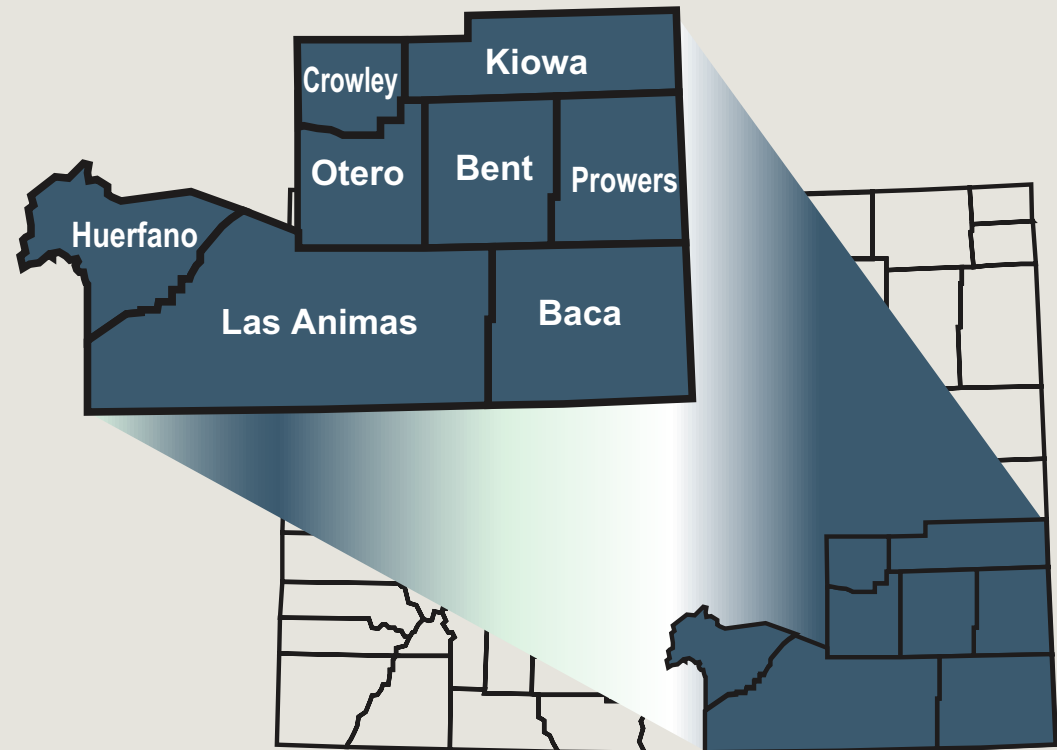 Kiowa
Crowley
Otero
Bent
Prowers
Huerfano
Las Animas
Baca